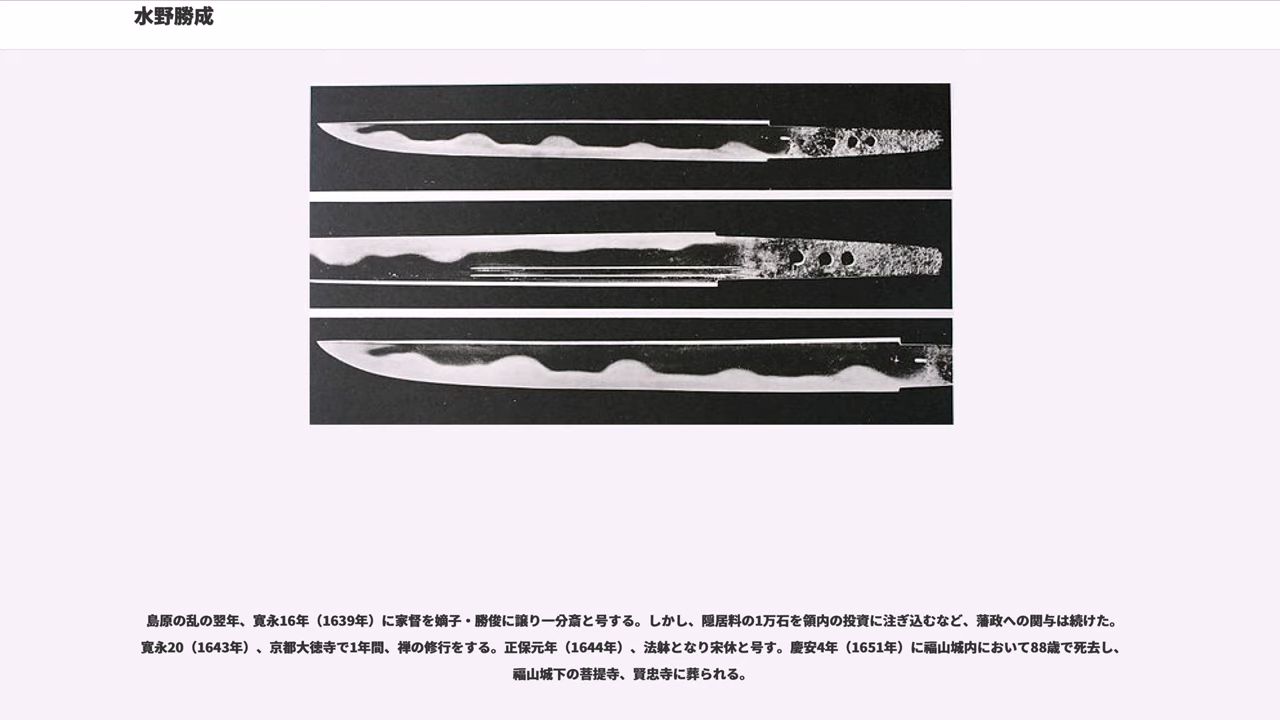 水野勝成
島原の乱の翌年、寛永16年（1639年）に家督を嫡子・勝俊に譲り一分斎と号する。しかし、隠居料の1万石を領内の投資に注ぎ込むなど、藩政への関与は続けた。
寛永20（1643年）、京都大徳寺で1年間、禅の修行をする。正保元年（1644年）、法躰となり宋休と号す。慶安4年（1651年）に福山城内において88歳で死去し、
福山城下の菩提寺、賢忠寺に葬られる。